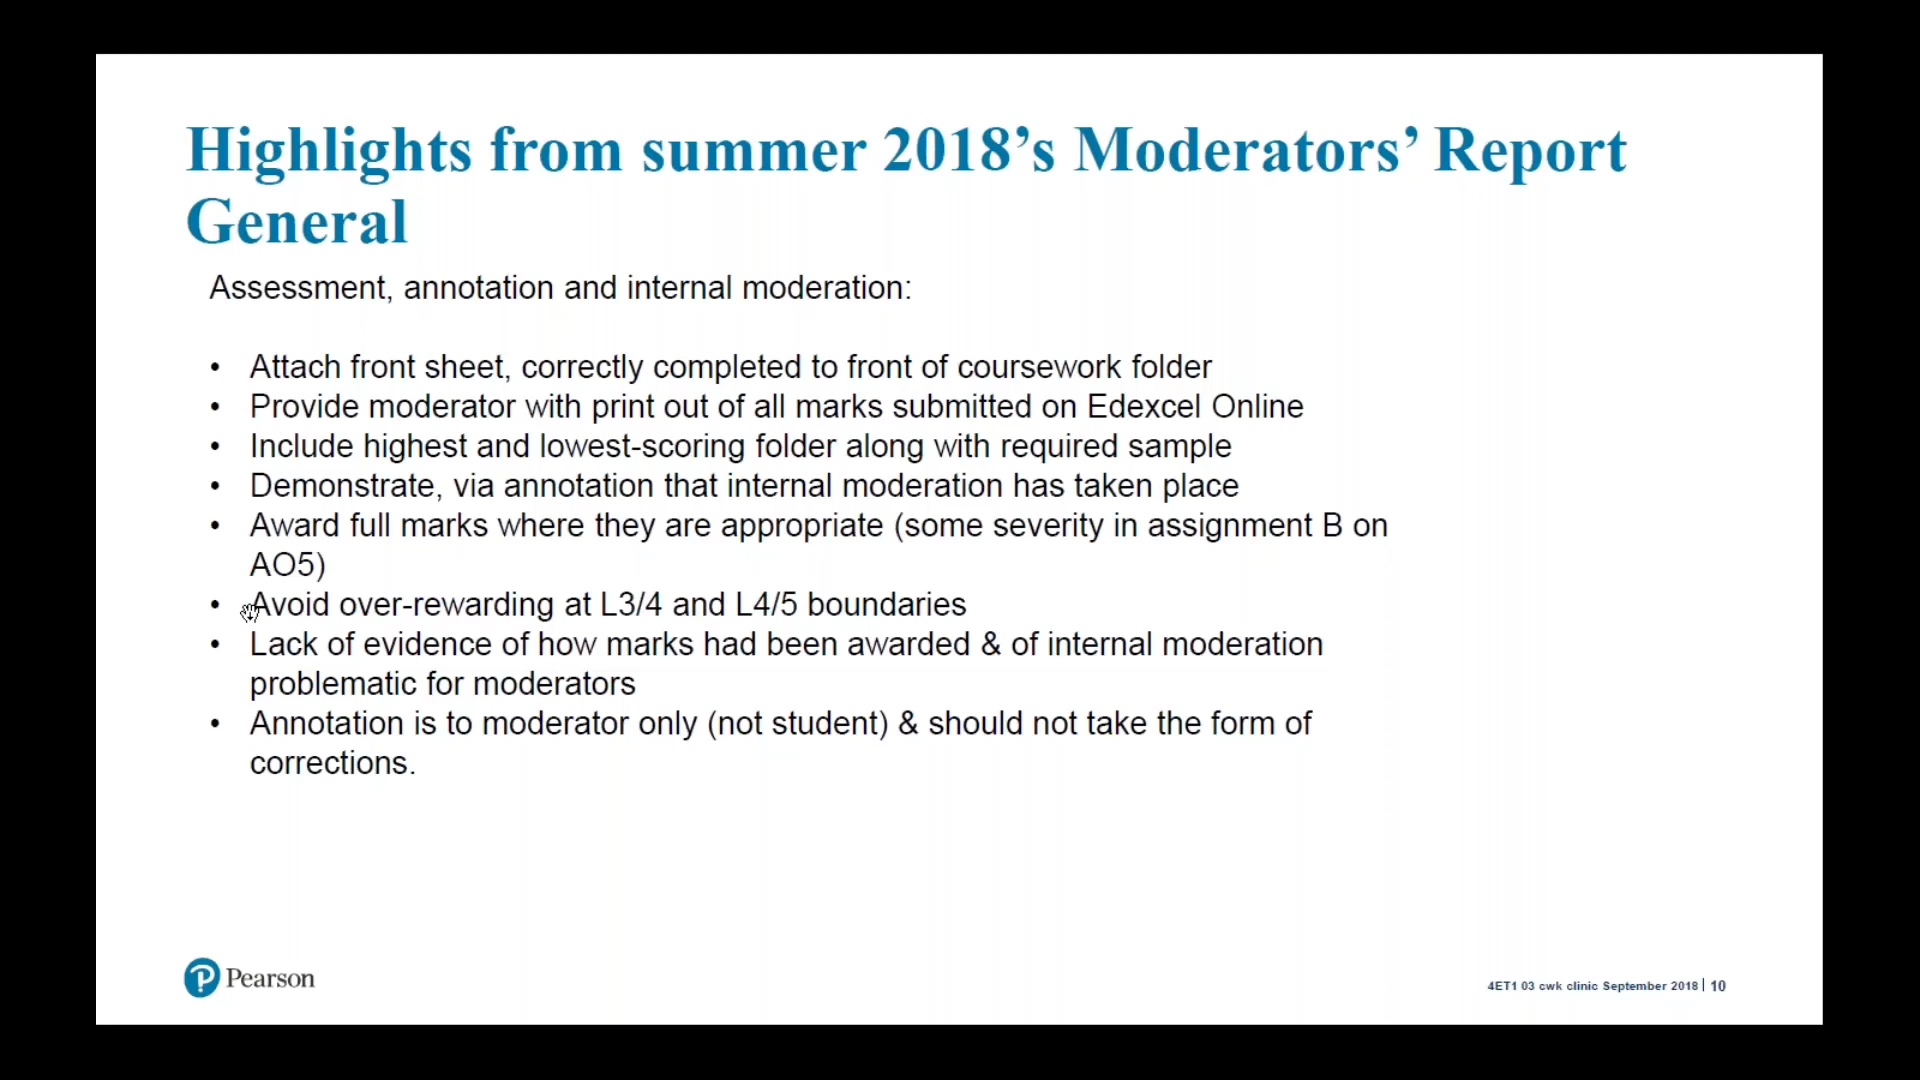 Highlights from summer 2018’s Moderators’ Report
General
Assessment, annotation and internal moderation:
• Attach front sheet, correctly completed to front of coursework folder
• Provide moderator with print out of all marks submitted on Edexcel Online
• Include highest and lowest-scoring folder along with required sample
• Demonstrate, via annotation that internal moderation has taken place
• Award full marks where they are appropriate (some severity in assignment B on
AO5)
• Avoid over-rewarding at L3/4 and L4/5 boundaries
• Lack of evidence of how marks had been awarded & of internal moderation
problematic for moderators
• Annotation is to moderator only (not student) & should not take the form of
corrections.
Pearson
4ET1 03 cwk clinic September 2018 | 10